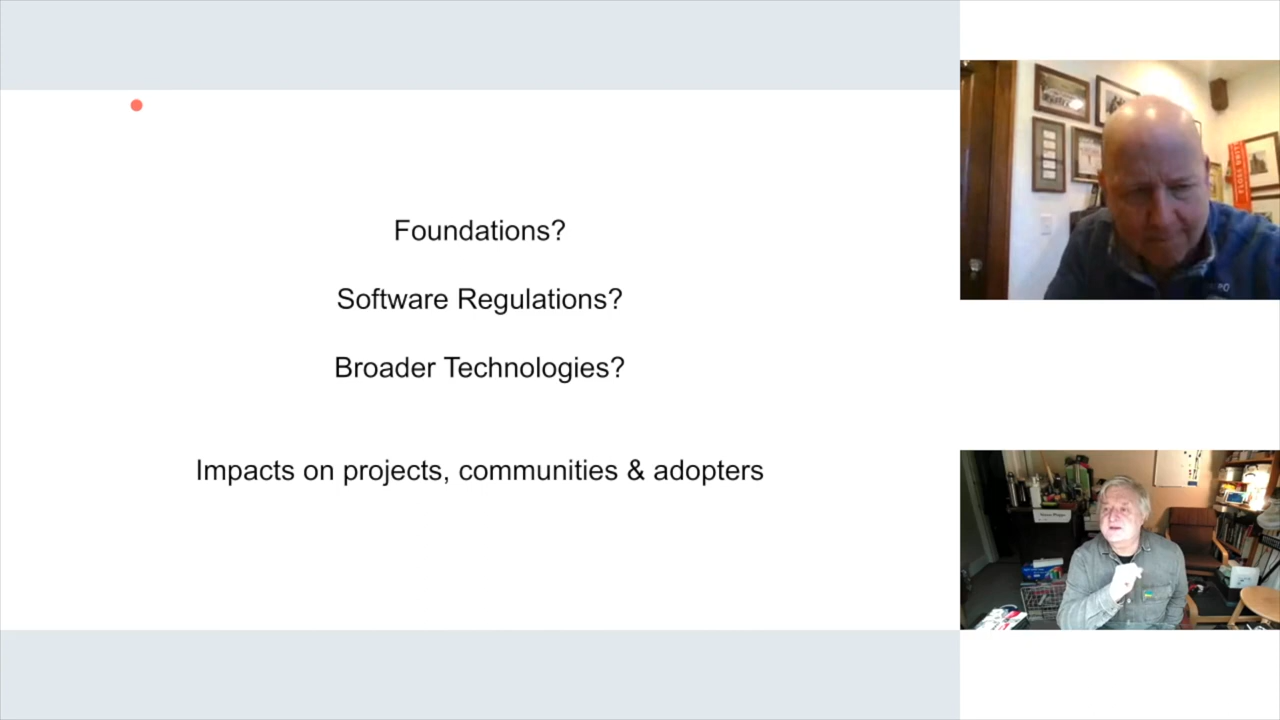 Foundations?
Software Regulations?
Broader Technologies?
Impacts on projects, communities & adopters